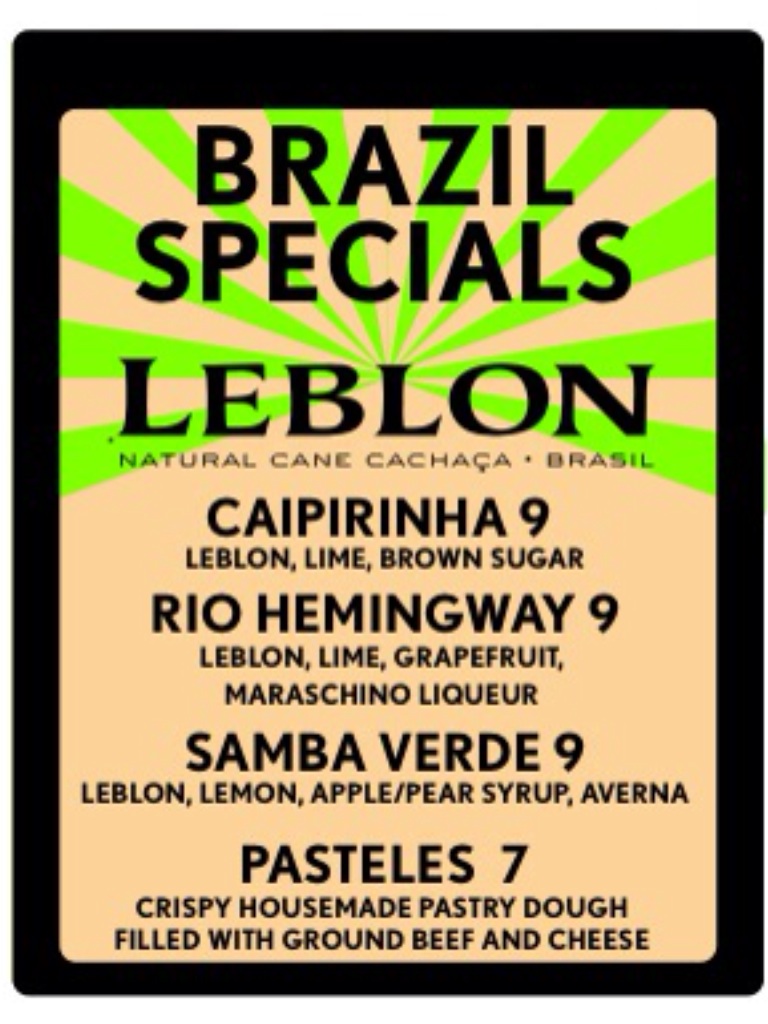 BRAZIL
SPECIALS
LEBLON
NATURAL CANE CACHAÇA • BRASIL
CAIPIRINHA 9
LEBLON, LIME, BROWN SUGAR
RIO HEMINGWAY 9
LEBLON, LIME, GRAPEFRUIT,
MARASCHINO LIQUEUR
SAMBA VERDE 9
LEBLON, LEMON, APPLE/PEAR SYRUP, AVERNA
PASTELES 7
CRISPY HOUSEMADE PASTRY DOUGH
FILLED WITH GROUND BEEF AND CHEESE